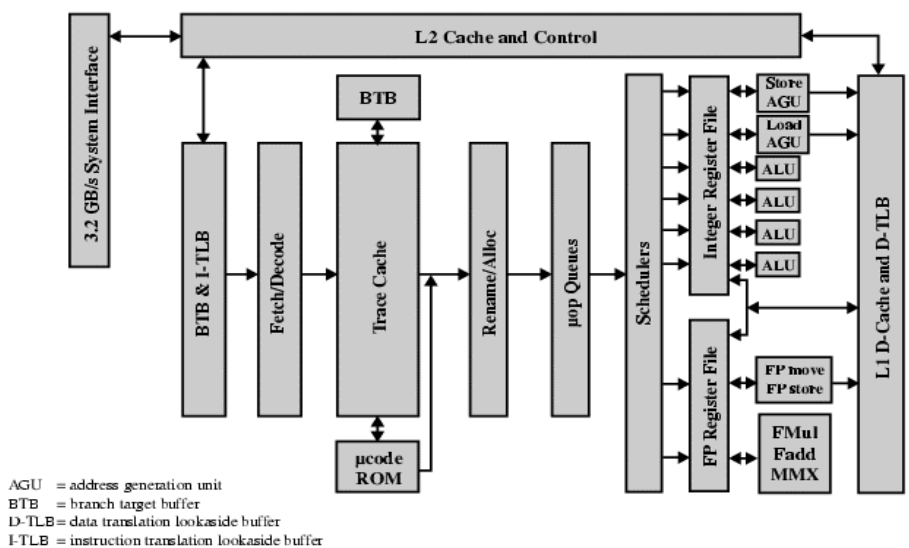 L2 Cache and Control
3.2 GB/s System Interface
BTB
BTB & I-TLB
Fetch/Decode
Trace Cache
µcode
ROM
Rename/Alloc
µop Queues
Schedulers
Integer Register File
FP Register File
Store
AGU
Load
AGU
ALU
ALU
ALU
ALU
FP move
FP store
FMul
Fadd
MMX
L1 D-Cache and D-TLB
AGU = address generation unit
BTB = branch target buffer
D-TLB = data translation lookaside buffer
I-TLB = instruction translation lookaside buffer